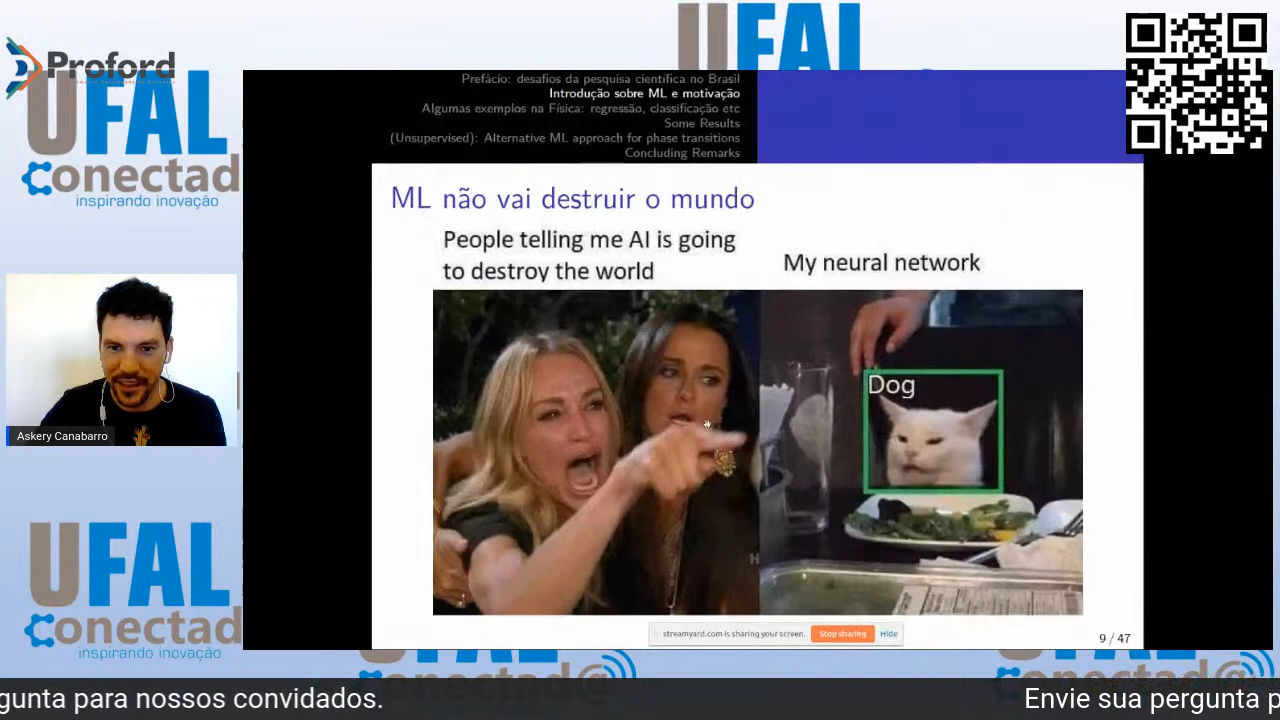 UFAL
Proford
UFAL
Conectad
inspirando inovação
Prefácio: desafios da pesquisa científica no Brasil
Introdução sobre ML e motivação
Algumas exemplos na Física: regressão, classificação etc
Some Results
(Unsupervised): Alternative ML approach for phase transitions
Concluding Remarks
ML não vai destruir o mundo
People telling me AI is going
to destroy the world
My neural network
Dog
Askery Canabarro
UFAL
Conectad
inspirando inovação
streamyard.com is sharing your screen.
Stop sharing
Hide
9 / 47
conectad@
conectad@
gunta para nossos convidados.
Envie sua pergunta p